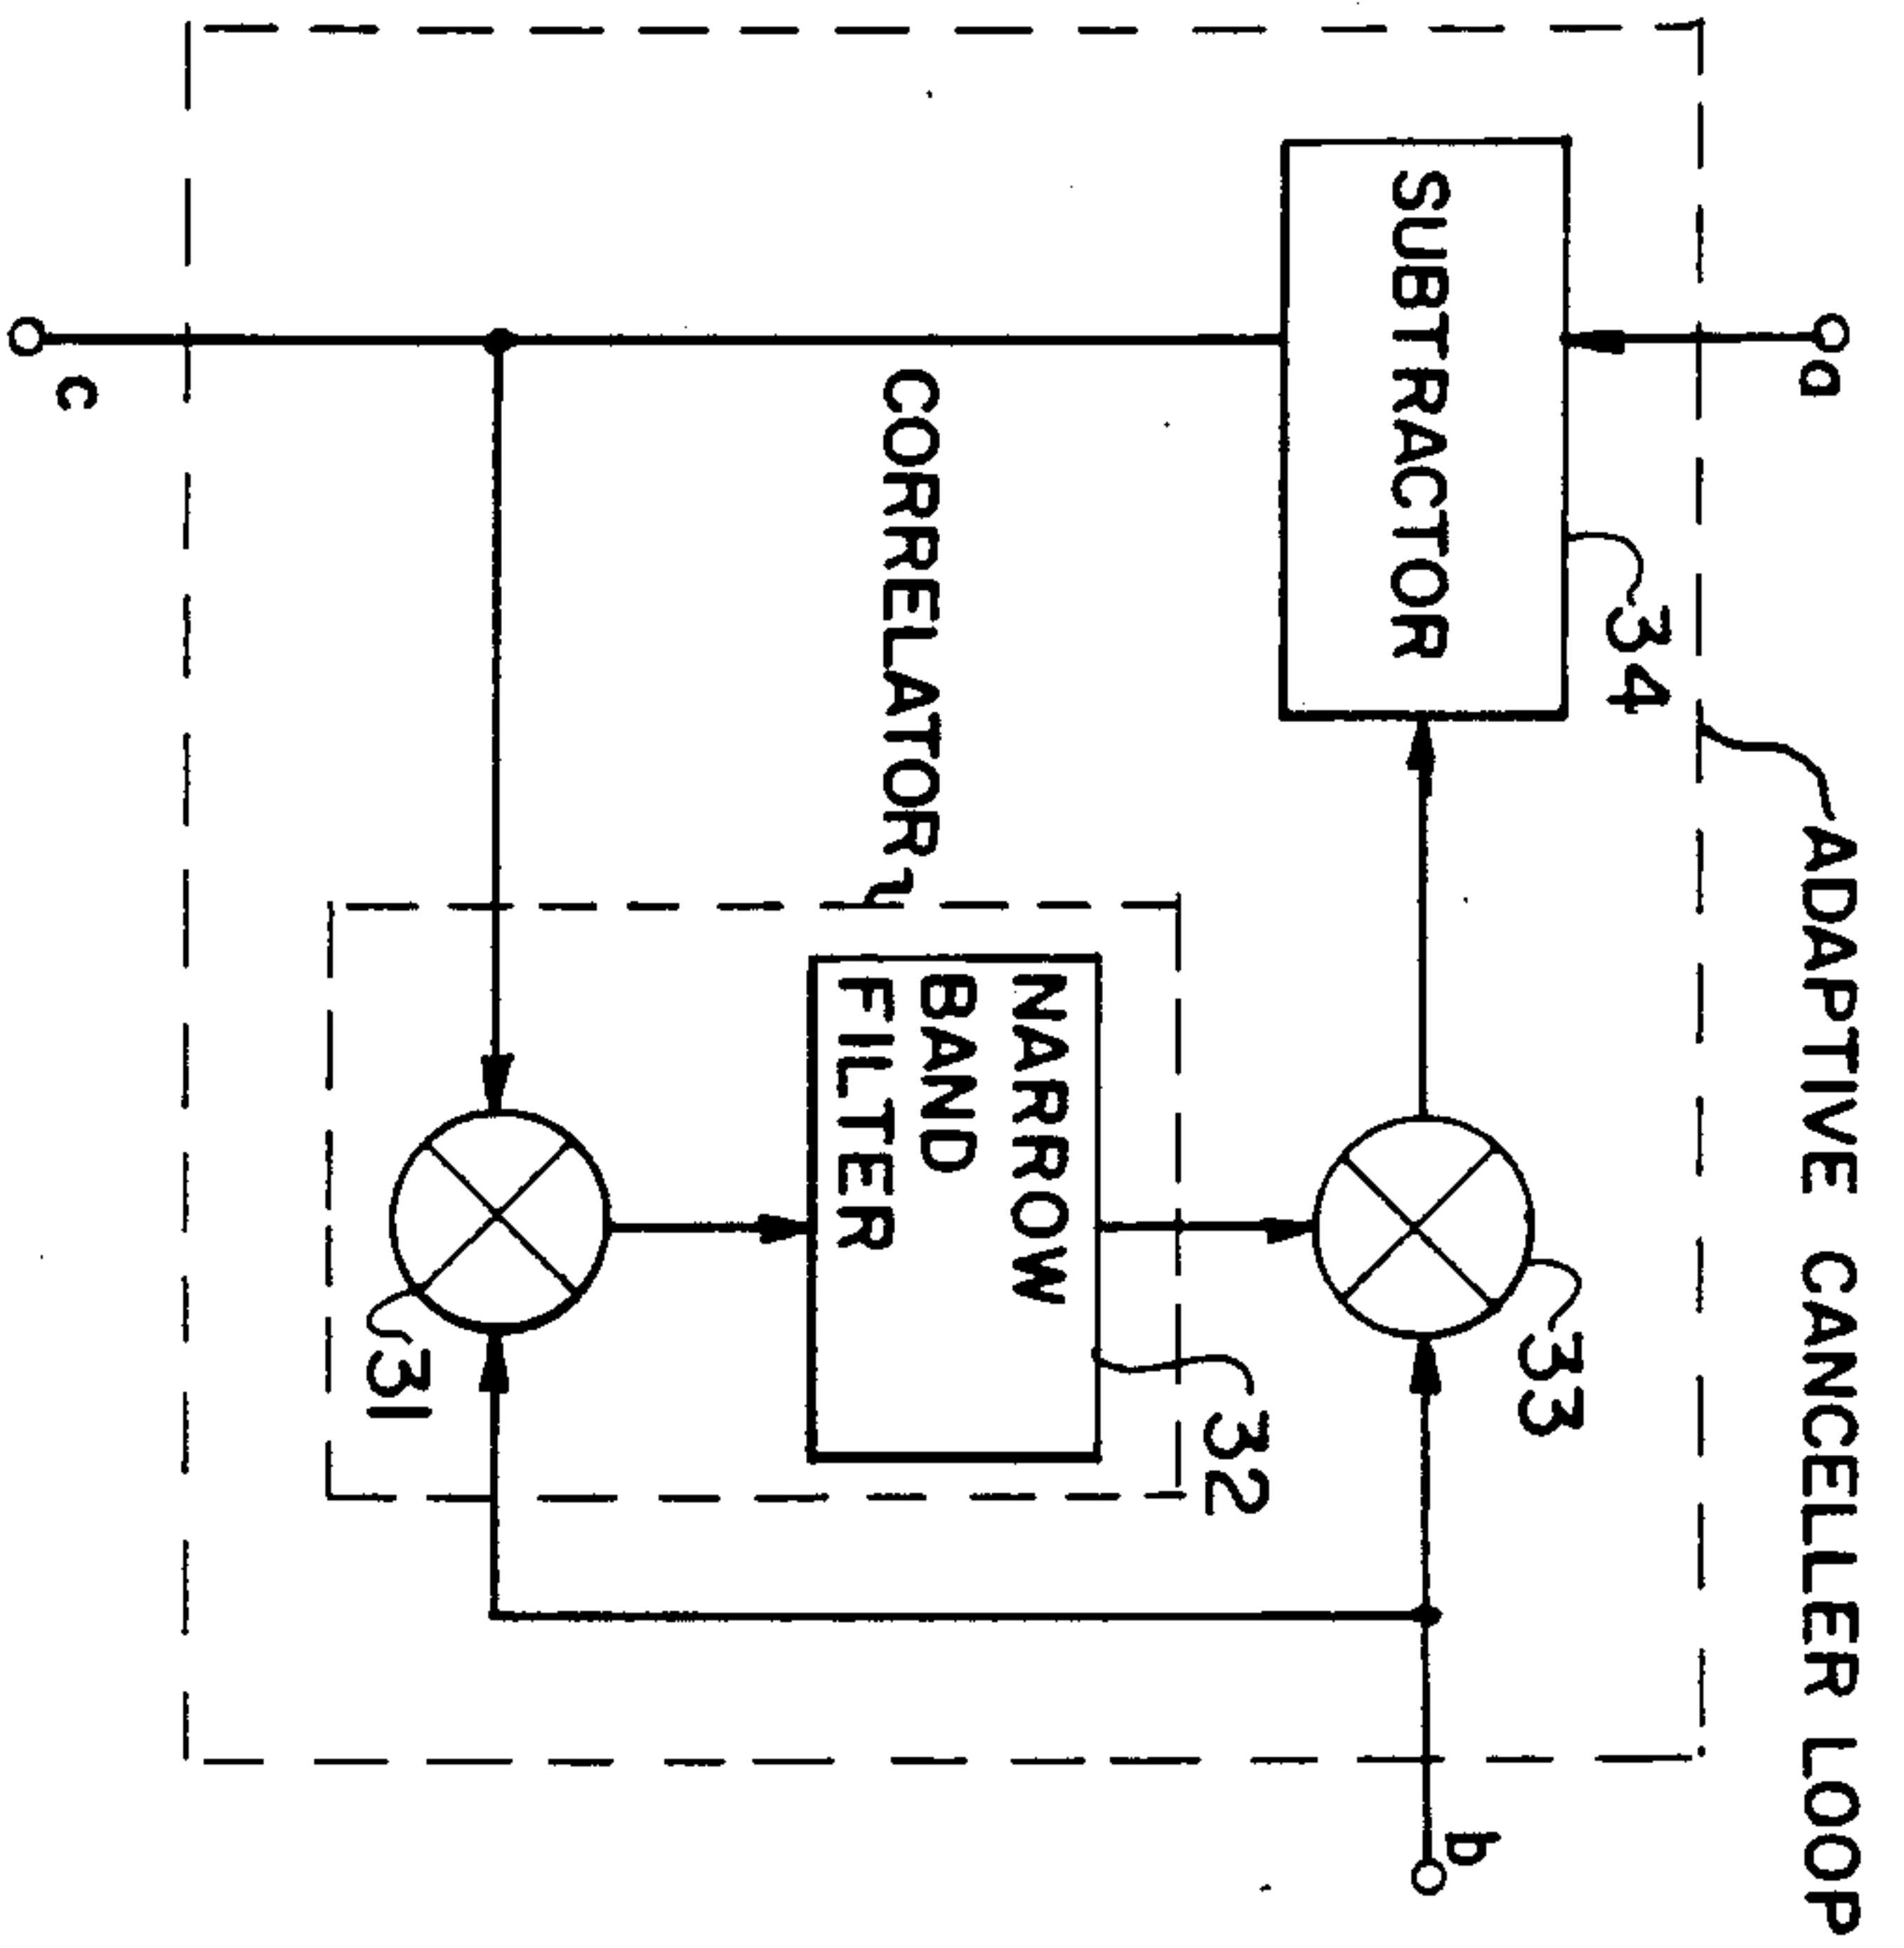 ADAPTIVE CANCELLER LOOP
a
34
SUBTRACTOR
33
b
32
NARROW
BAND
FILTER
CORRELATOR
31
c